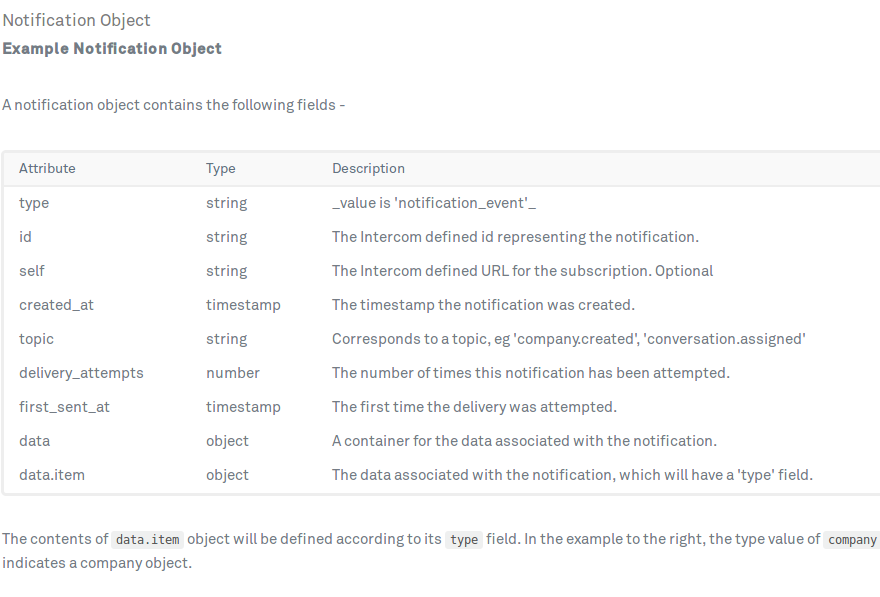 Notification Object
Example Notification Object
A notification object contains the following fields -
Attribute Type Description
type string _value is 'notification_event'_
id string The Intercom defined id representing the notification.
self string The Intercom defined URL for the subscription. Optional
created_at timestamp The timestamp the notification was created.
topic string Corresponds to a topic, eg 'company.created', 'conversation.assigned'
delivery_attempts number The number of times this notification has been attempted.
first_sent_at timestamp The first time the delivery was attempted.
data object A container for the data associated with the notification.
data.item object The data associated with the notification, which will have a 'type' field.
The contents of data.item object will be defined according to its type field. In the example to the right, the type value of company
indicates a company object.